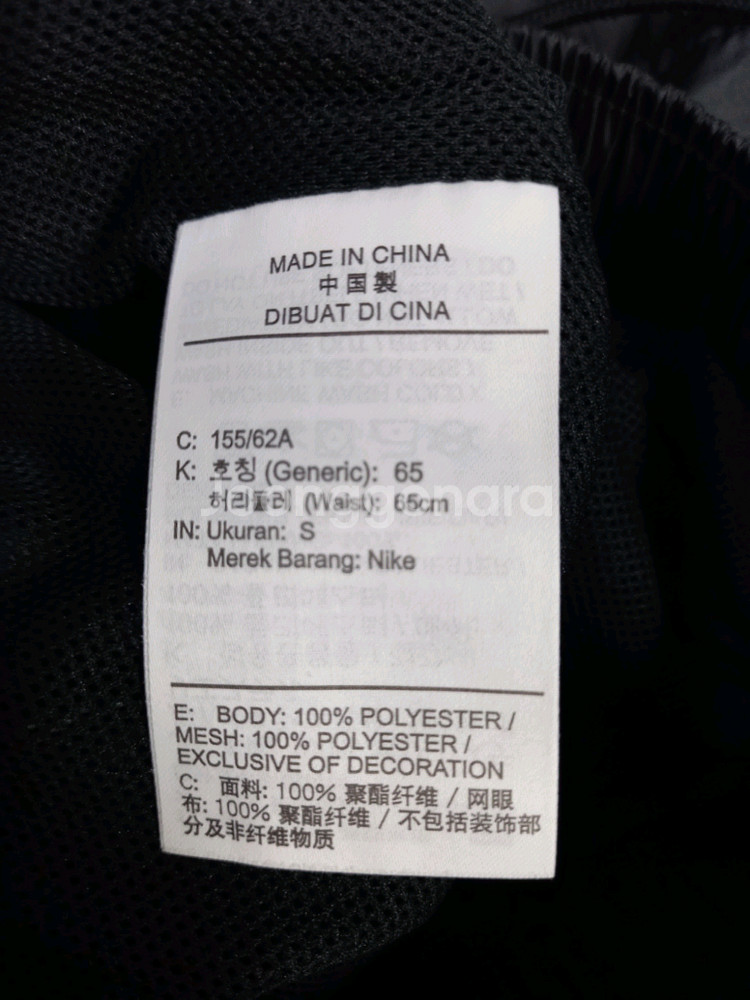 MADE IN CHINA
中国製
DIBUAT DI CINA
C: 155/62A
K: 호칭 (Generic): 65
허리둘레 (Waist): 65cm
Joonggonara
IN: Ukuran: S
Merek Barang: Nike
E: BODY: 100% POLYESTER /
MESH: 100% POLYESTER /
EXCLUSIVE OF DECORATION
C: 面料: 100% 聚酯纤维 / 网眼
布: 100% 聚酯纤维 / 不包括装饰部
分及非纤维物质